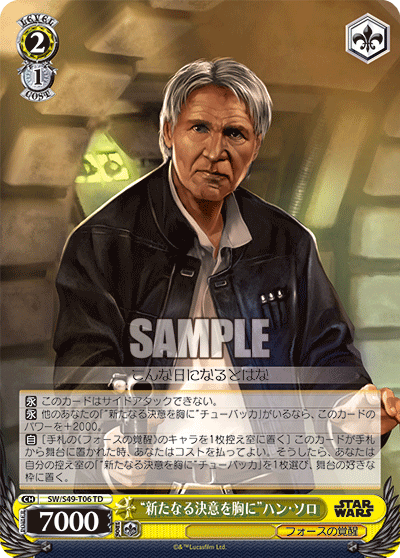 LEVEL
2
1
COST
SAMPLE
こんな日になるとはな
永 このカードはサイドアタックできない。
永 他のあなたの「“新たなる決意を胸に”チューバッカ」がいるなら、このカードのパワーを+2000。
自 [手札の《フォースの覚醒》のキャラを1枚控え室に置く] このカードが手札から舞台に置かれた時、あなたはコストを払ってよい。そうしたら、あなたは自分の控え室の「“新たなる決意を胸に”チューバッカ」を1枚選び、舞台の好きな枠に置く。
CH SW/S49-T06 TD
7000
“新たなる決意を胸に”ハン・ソロ
STAR WARS
フォースの覚醒
©&™Lucasfilm Ltd.